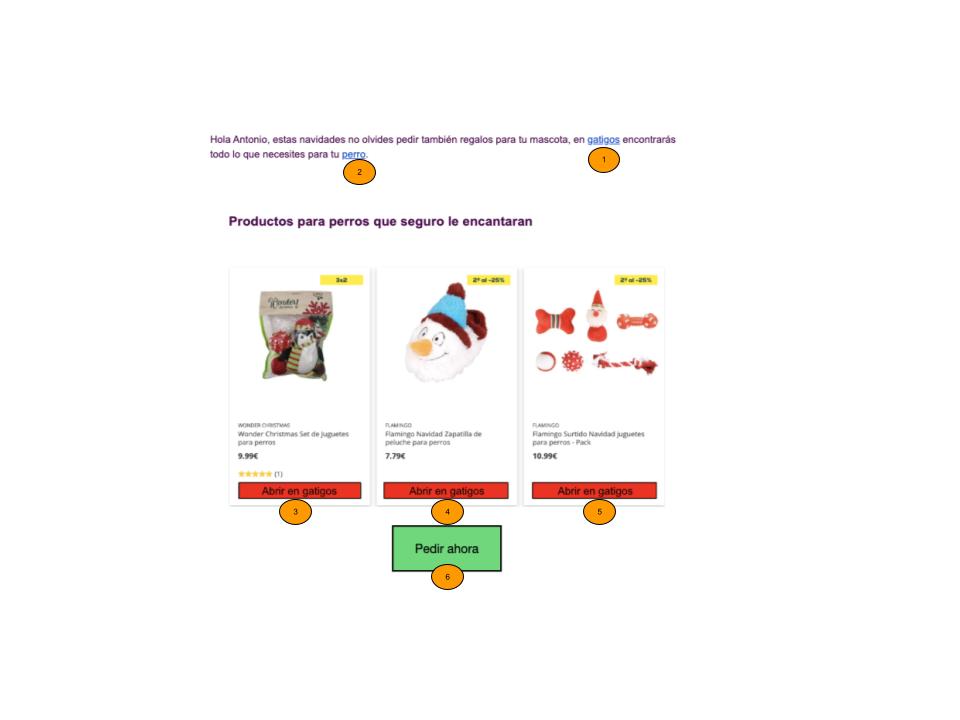 Hola Antonio, estas navidades no olvides pedir también regalos para tu mascota, en gatigos encontrarás
todo lo que necesites para tu perro.
1
2
Productos para perros que seguro le encantaran
3x2
Wonder
WONDER CHRISTMAS
Wonder Christmas Set de Juguetes
para perros
9.99€
(1)
Abrir en gatigos
3
2ª al -25%
FLAMINGO
Flamingo Navidad Zapatilla de
peluche para perros
7.79€
Abrir en gatigos
4
2ª al -25%
FLAMINGO
Flamingo Surtido Navidad juguetes
para perros - Pack
10.99€
Abrir en gatigos
5
Pedir ahora
6